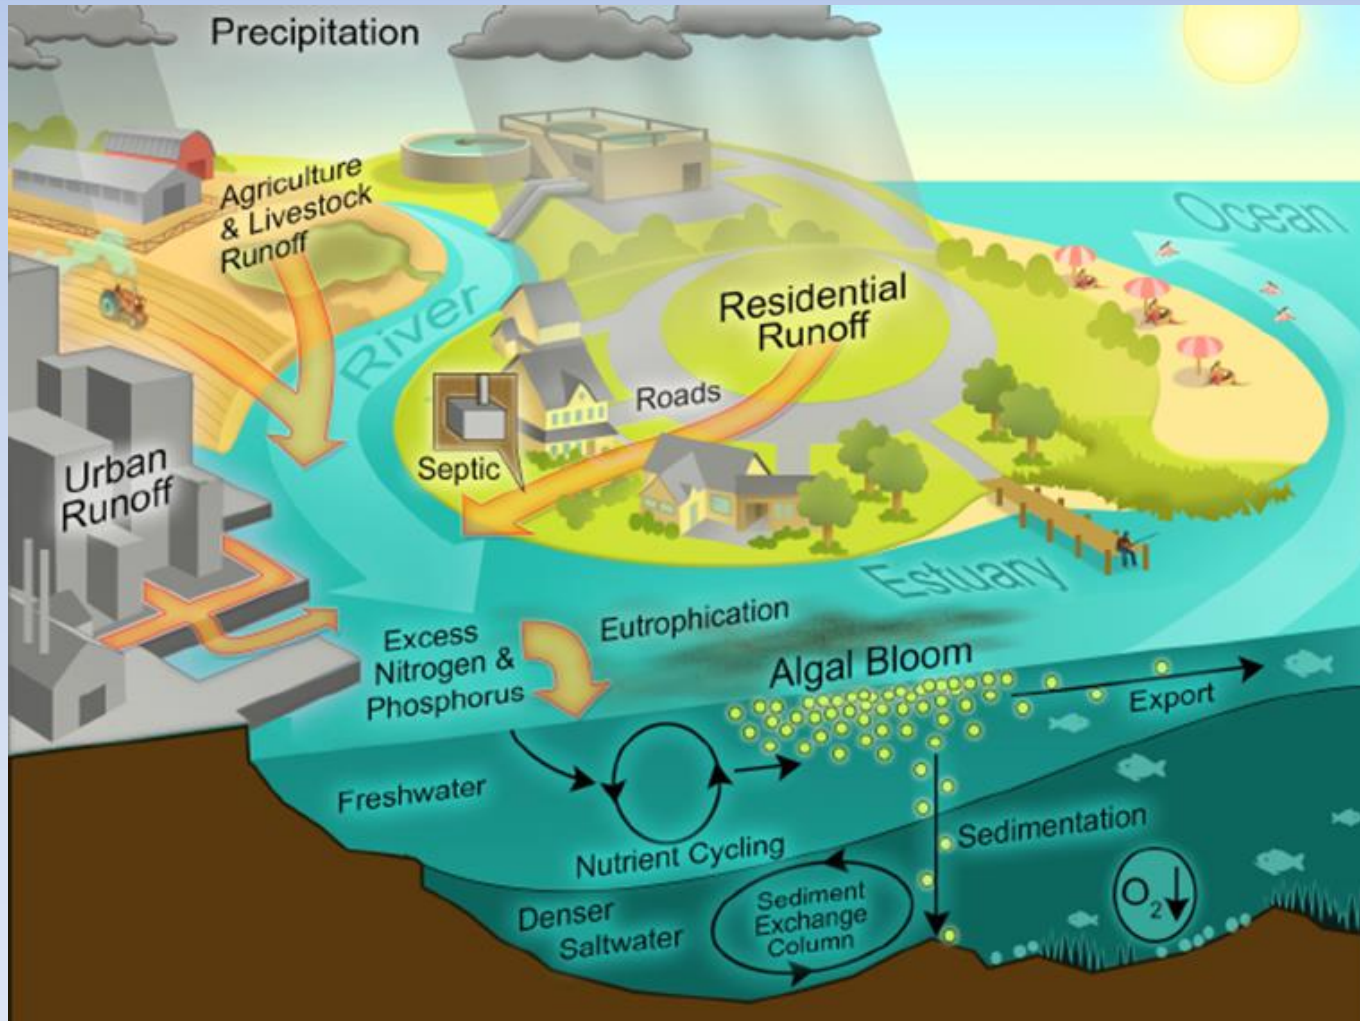 Precipitation
Agriculture
& Livestock
Runoff
Ocean
River
Residential
Runoff
Roads
Septic
Urban
Runoff
Estuary
Excess
Nitrogen &
Phosphorus
Eutrophication
Algal Bloom
Export
Freshwater
Nutrient Cycling
Sedimentation
Denser
Saltwater
Sediment
Exchange
Column
O2